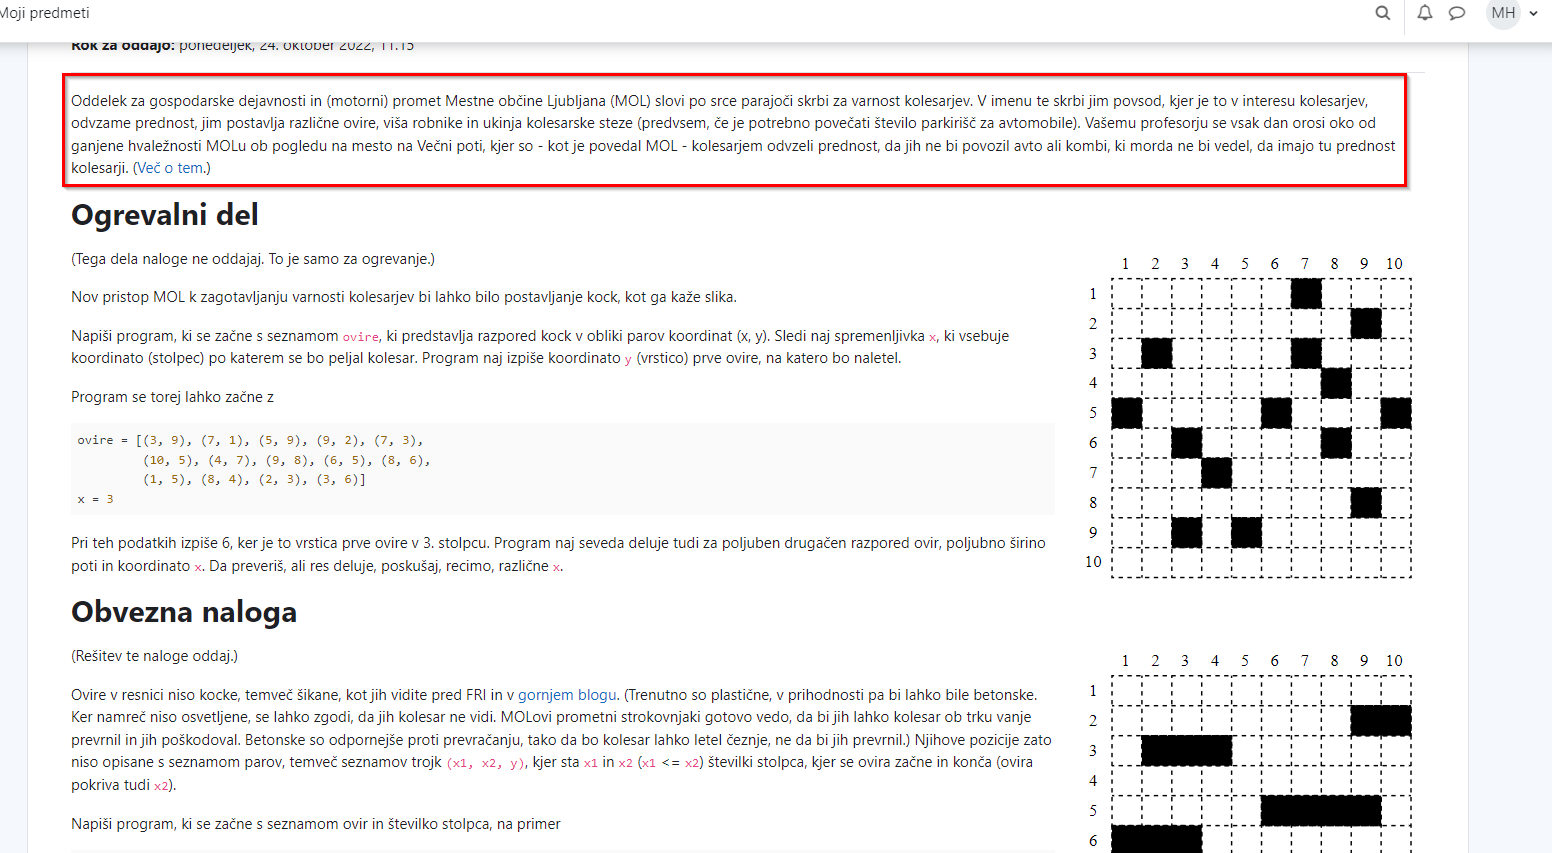 Moji predmeti
MH
Rok za oddajo: ponedeljek, 24. oktober 2022, 11.15
Oddelek za gospodarske dejavnosti in (motorni) promet Mestne občine Ljubljana (MOL) slovi po srce parajoči skrbi za varnost kolesarjev. V imenu te skrbi jim povsod, kjer je to v interesu kolesarjev,
odvzame prednost, jim postavlja različne ovire, viša robnike in ukinja kolesarske steze (predvsem, če je potrebno povečati število parkirišč za avtomobile). Vašemu profesorju se vsak dan orosi oko od
ganjene hvaležnosti MOLu ob pogledu na mesto na Večni poti, kjer so - kot je povedal MOL - kolesarjem odvzeli prednost, da jih ne bi povozil avto ali kombi, ki morda ne bi vedel, da imajo tu prednost
kolesarji. (Več o tem.)
Ogrevalni del
(Tega dela naloge ne oddajaj. To je samo za ogrevanje.)
Nov pristop MOL k zagotavljanju varnosti kolesarjev bi lahko bilo postavljanje kock, kot ga kaže slika.
Napiši program, ki se začne s seznamom ovire, ki predstavlja razpored kock v obliki parov koordinat (x, y). Sledi naj spremenljivka x, ki vsebuje
koordinato (stolpec) po katerem se bo peljal kolesar. Program naj izpiše koordinato y (vrstico) prve ovire, na katero bo naletel.
Program se torej lahko začne z
ovire = [(3, 9), (7, 1), (5, 9), (9, 2), (7, 3),
(10, 5), (4, 7), (9, 8), (6, 5), (8, 6),
(1, 5), (8, 4), (2, 3), (3, 6)]
x = 3
Pri teh podatkih izpiše 6, ker je to vrstica prve ovire v 3. stolpcu. Program naj seveda deluje tudi za poljuben drugačen razpored ovir, poljubno širino
poti in koordinato x. Da preveriš, ali res deluje, poskušaj, recimo, različne x.
1 2 3 4 5 6 7 8 9 10
1
2
3
4
5
6
7
8
9
10
Obvezna naloga
(Rešitev te naloge oddaj.)
Ovire v resnici niso kocke, temveč šikane, kot jih vidite pred FRI in v gornjem blogu. (Trenutno so plastične, v prihodnosti pa bi lahko bile betonske.
Ker namreč niso osvetljene, se lahko zgodi, da jih kolesar ne vidi. MOLovi prometni strokovnjaki gotovo vedo, da bi jih lahko kolesar ob trku vanje
prevrnil in jih poškodoval. Betonske so odpornejše proti prevračanju, tako da bo kolesar lahko letel čeznje, ne da bi jih prevrnil.) Njihove pozicije zato
niso opisane s seznamom parov, temveč seznamov trojk (x1, x2, y), kjer sta x1 in x2 (x1 <= x2) številki stolpca, kjer se ovira začne in konča (ovira
pokriva tudi x2).
Napiši program, ki se začne s seznamom ovir in številko stolpca, na primer
1 2 3 4 5 6 7 8 9 10
1
2
3
4
5
6